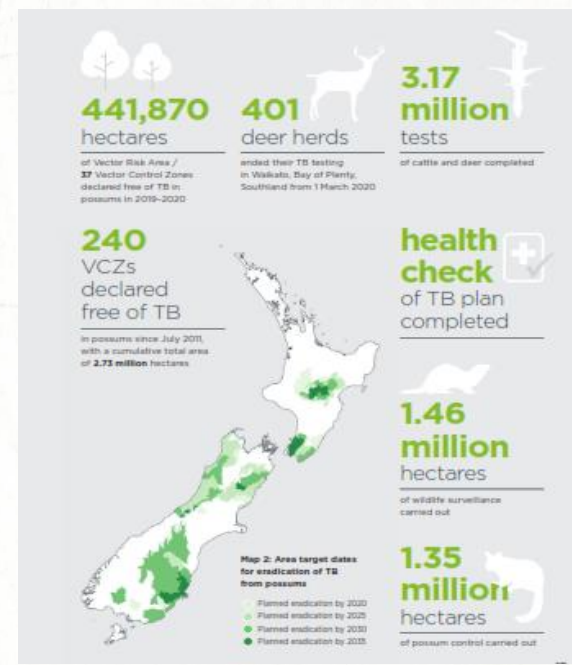 441,870
hectares
of Vector Risk Area /
37 Vector Control Zones
declared free of TB in
possums in 2019-2020
401
deer herds
ended their TB testing
in Waikato, Bay of Plenty,
Southland from 1 March 2020
3.17
million
tests
of cattle and deer completed
240
VCZs
declared
free of TB
in possums since July 2011,
with a cumulative total area
of 2.73 million hectares
health
check
of TB plan
completed
1.46
million
hectares
of wildlife surveillance
carried out
Map 2: Area target dates
for eradication of TB
from possums
Planned eradication by 2020
Planned eradication by 2025
Planned eradication by 2030
Planned eradication by 2035
1.35
million
hectares
of possum control carried out